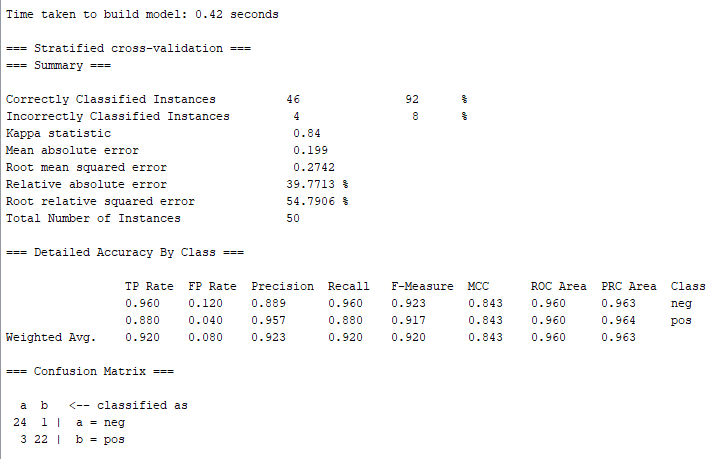 Time taken to build model: 0.42 seconds
=== Stratified cross-validation ===
=== Summary ===
Correctly Classified Instances 46 92 %
Incorrectly Classified Instances 4 8 %
Kappa statistic 0.84
Mean absolute error 0.199
Root mean squared error 0.2742
Relative absolute error 39.7713 %
Root relative squared error 54.7906 %
Total Number of Instances 50
=== Detailed Accuracy By Class ===
TP Rate FP Rate Precision Recall F-Measure MCC ROC Area PRC Area Class
0.960 0.120 0.889 0.960 0.923 0.843 0.960 0.963 neg
0.880 0.040 0.957 0.880 0.917 0.843 0.960 0.964 pos
Weighted Avg. 0.920 0.080 0.923 0.920 0.920 0.843 0.960 0.963
=== Confusion Matrix ===
a b <-- classified as
24 1 | a = neg
3 22 | b = pos